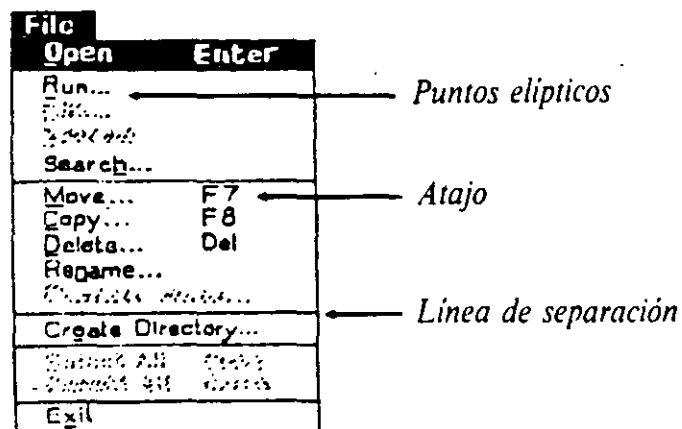 File
Open Enter
Run...
Search...
Move... F7
Copy... F8
Delete... Del
Rename...
Create Directory...
Exit
Puntos elípticos
Atajo
Línea de separación